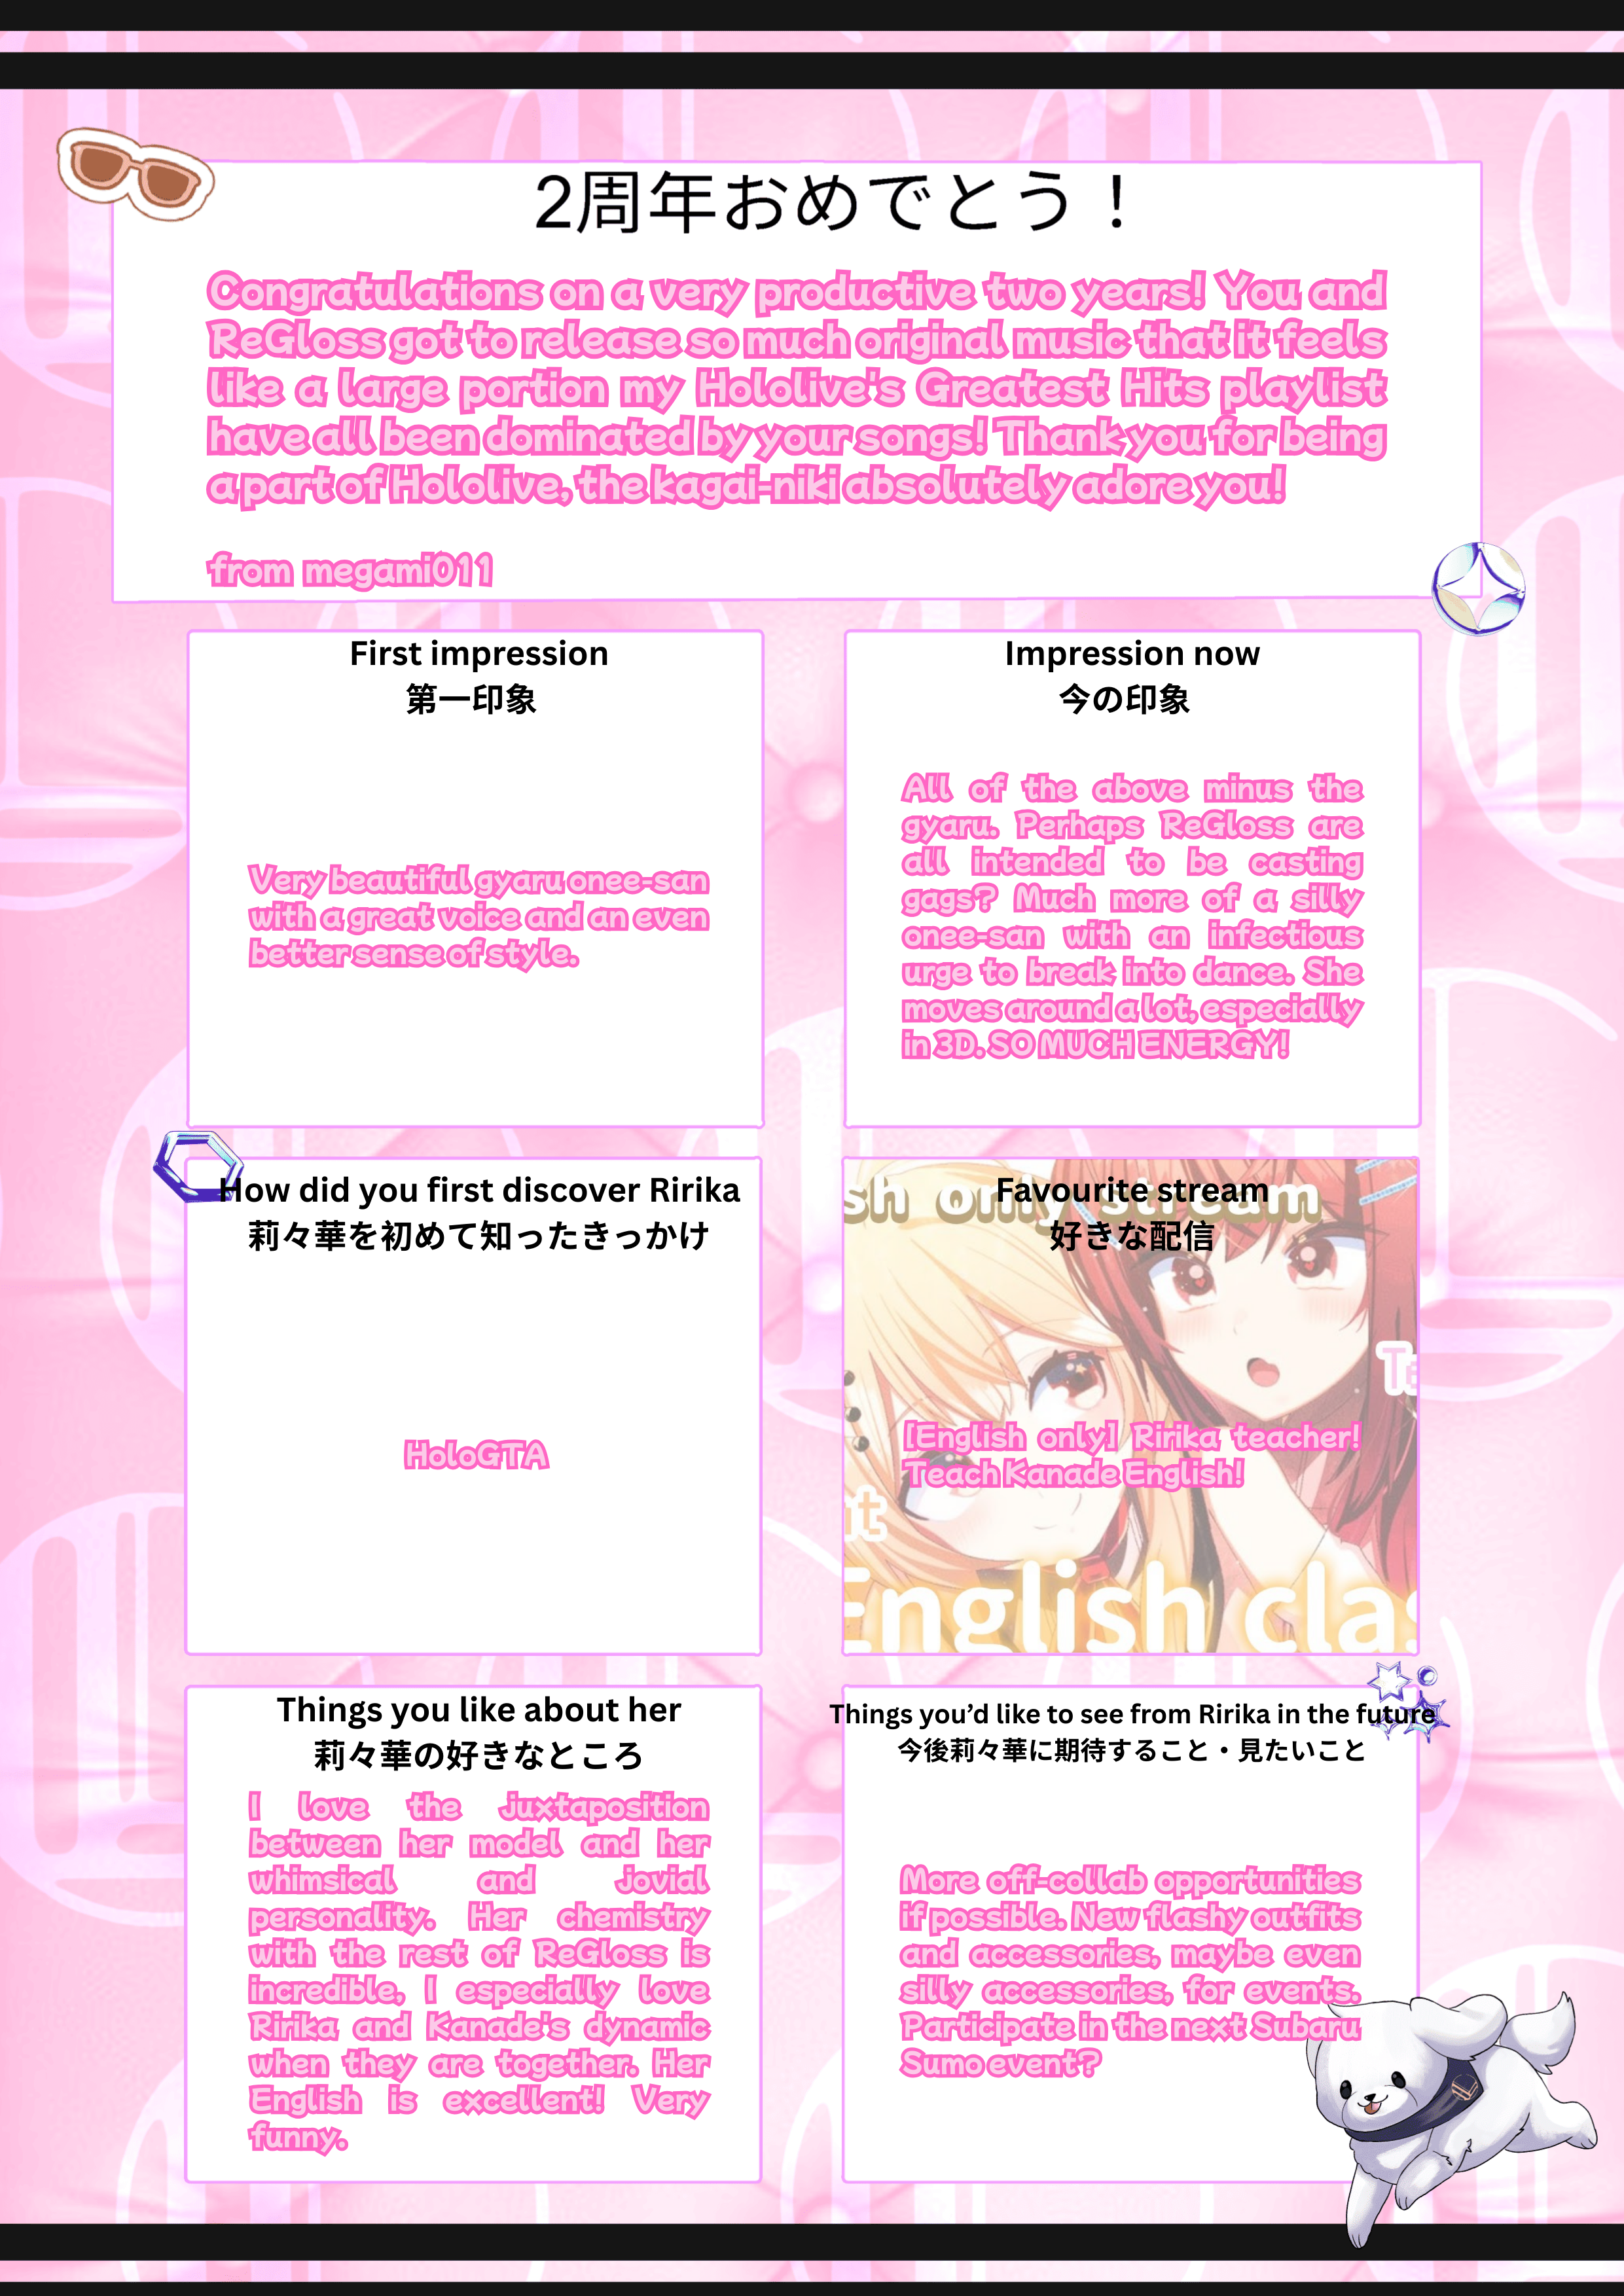 2周年おめでとう！
Congratulations on a very productive two years! You and
ReGloss got to release so much original music that it feels
like a large portion my Hololive's Greatest Hits playlist
have all been dominated by your songs! Thank you for being
a part of Hololive, the kagai-niki absolutely adore you!
from megami011
First impression
第一印象
Very beautiful gyaru onee-san
with a great voice and an even
better sense of style.
Impression now
今の印象
All of the above minus the
gyaru. Perhaps ReGloss are
all intended to be casting
gags? Much more of a silly
onee-san with an infectious
urge to break into dance. She
moves around a lot, especially
in 3D. SO MUCH ENERGY!
How did you first discover Ririka
莉々華を初めて知ったきっかけ
HoloGTA
sh only stream
Favourite stream
好きな配信
[English only] Ririka teacher!
Teach Kanade English!
English clas
Things you like about her
莉々華の好きなところ
I love the juxtaposition
between her model and her
whimsical and jovial
personality. Her chemistry
with the rest of ReGloss is
incredible, I especially love
Ririka and Kanade's dynamic
when they are together. Her
English is excellent! Very
funny.
Things you’d like to see from Ririka in the future
今後莉々華に期待すること・見たいこと
More off-collab opportunities
if possible. New flashy outfits
and accessories, maybe even
silly accessories, for events.
Participate in the next Subaru
Sumo event?